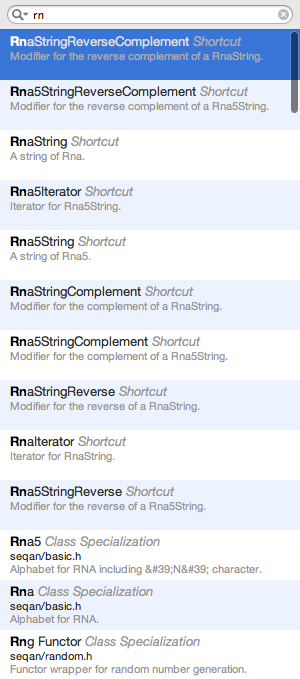 rn
RnaStringReverseComplement Shortcut
Modifier for the reverse complement of a RnaString.
Rna5StringReverseComplement Shortcut
Modifier for the reverse complement of a Rna5String.
RnaString Shortcut
A string of Rna.
Rna5Iterator Shortcut
Iterator for Rna5String.
Rna5String Shortcut
A string of Rna5.
RnaStringComplement Shortcut
Modifier for the complement of a RnaString.
Rna5StringComplement Shortcut
Modifier for the complement of a Rna5String.
RnaStringReverse Shortcut
Modifier for the reverse of a RnaString.
RnaIterator Shortcut
Iterator for RnaString.
Rna5StringReverse Shortcut
Modifier for the reverse of a Rna5String.
Rna5 Class Specialization
seqan/basic.h
Alphabet for RNA including &#39;N&#39; character.
Rna Class Specialization
seqan/basic.h
Alphabet for RNA.
Rng Functor Class Specialization
seqan/random.h
Functor wrapper for random number generation.